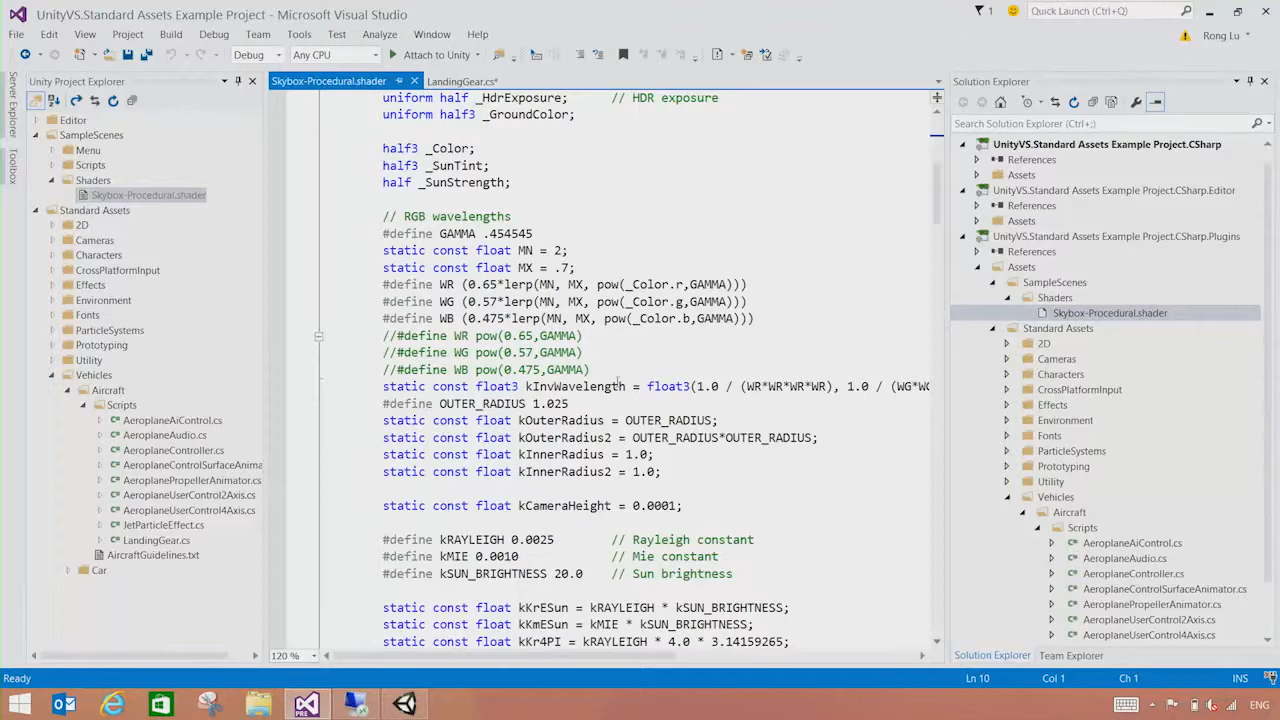 UnityVS.Standard Assets Example Project - Microsoft Visual Studio
1
Quick Launch (Ctrl+;)
File Edit View Project Build Debug Team Tools Test Analyze Window Help
Rong Lu
Debug
Any CPU
Attach to Unity
Server Explorer
Toolbox
Unity Project Explorer
Editor
SampleScenes
Menu
Scripts
Shaders
Skybox-Procedural.shader
Standard Assets
2D
Cameras
Characters
CrossPlatformInput
Effects
Environment
Fonts
ParticleSystems
Prototyping
Utility
Vehicles
Aircraft
Scripts
AeroplaneAiControl.cs
AeroplaneAudio.cs
AeroplaneController.cs
AeroplaneControlSurfaceAnima
AeroplanePropellerAnimator.cs
AeroplaneUserControl2Axis.cs
AeroplaneUserControl4Axis.cs
JetParticleEffect.cs
LandingGear.cs
AircraftGuidelines.txt
Car
Skybox-Procedural.shader
LandingGear.cs*
uniform half _HdrExposure; // HDR exposure
uniform half3 _GroundColor;
half3 _Color;
half3 _SunTint;
half _SunStrength;
// RGB wavelengths
#define GAMMA .454545
static const float MN = 2;
static const float MX = .7;
#define WR (0.65*lerp(MN, MX, pow(_Color.r,GAMMA)))
#define WG (0.57*lerp(MN, MX, pow(_Color.g,GAMMA)))
#define WB (0.475*lerp(MN, MX, pow(_Color.b,GAMMA)))
//#define WR pow(0.65,GAMMA)
//#define WG pow(0.57,GAMMA)
//#define WB pow(0.475,GAMMA)
static const float3 kInvWavelength = float3(1.0 / (WR*WR*WR*WR), 1.0 / (WG*WG
#define OUTER_RADIUS 1.025
static const float kOuterRadius = OUTER_RADIUS;
static const float kOuterRadius2 = OUTER_RADIUS*OUTER_RADIUS;
static const float kInnerRadius = 1.0;
static const float kInnerRadius2 = 1.0;
static const float kCameraHeight = 0.0001;
#define kRAYLEIGH 0.0025 // Rayleigh constant
#define kMIE 0.0010 // Mie constant
#define kSUN_BRIGHTNESS 20.0 // Sun brightness
static const float kKrESun = kRAYLEIGH * kSUN_BRIGHTNESS;
static const float kKmESun = kMIE * kSUN_BRIGHTNESS;
static const float kKr4PI = kRAYLEIGH * 4.0 * 3.14159265;
120 %
Solution Explorer
Search Solution Explorer (Ctrl+;)
UnityVS.Standard Assets Example Project.CSharp
References
Assets
UnityVS.Standard Assets Example Project.CSharp.Editor
References
Assets
UnityVS.Standard Assets Example Project.CSharp.Plugins
References
Assets
SampleScenes
Shaders
Skybox-Procedural.shader
Standard Assets
2D
Cameras
Characters
CrossPlatformInput
Effects
Environment
Fonts
ParticleSystems
Prototyping
Utility
Vehicles
Aircraft
Scripts
AeroplaneAiControl.cs
AeroplaneAudio.cs
AeroplaneController.cs
AeroplaneControlSurfaceAnimator.cs
AeroplanePropellerAnimator.cs
AeroplaneUserControl2Axis.cs
AeroplaneUserControl4Axis.cs
Solution Explorer Team Explorer
Ready
Ln 10 Col 1 Ch 1 INS
PRE
ENG